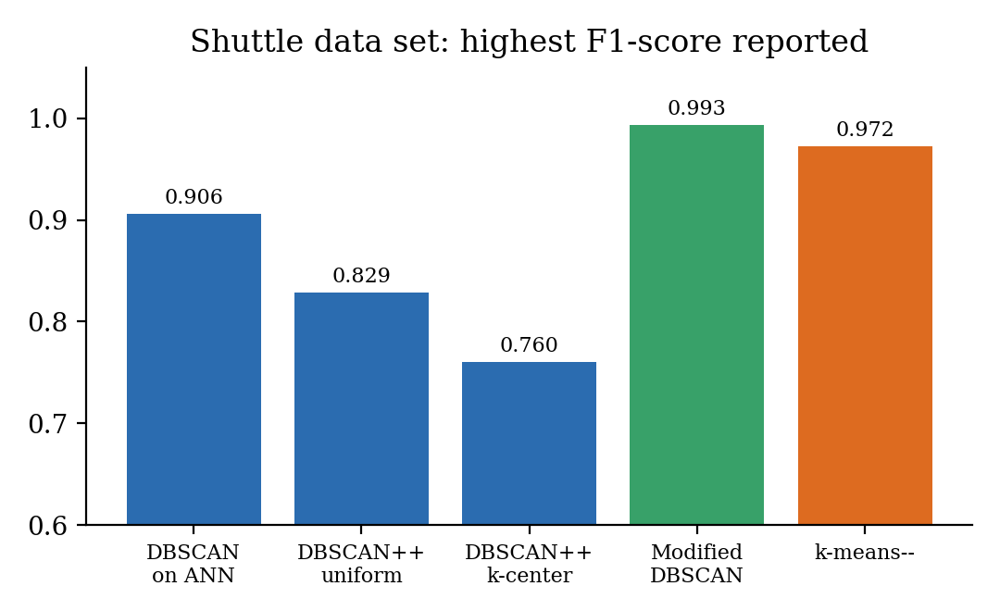 Shuttle data set: highest F1-score reported
1.0
0.9
0.8
0.7
0.6
0.906
0.829
0.760
0.993
0.972
DBSCAN
on ANN
DBSCAN++
uniform
DBSCAN++
k-center
Modified
DBSCAN
k-means--